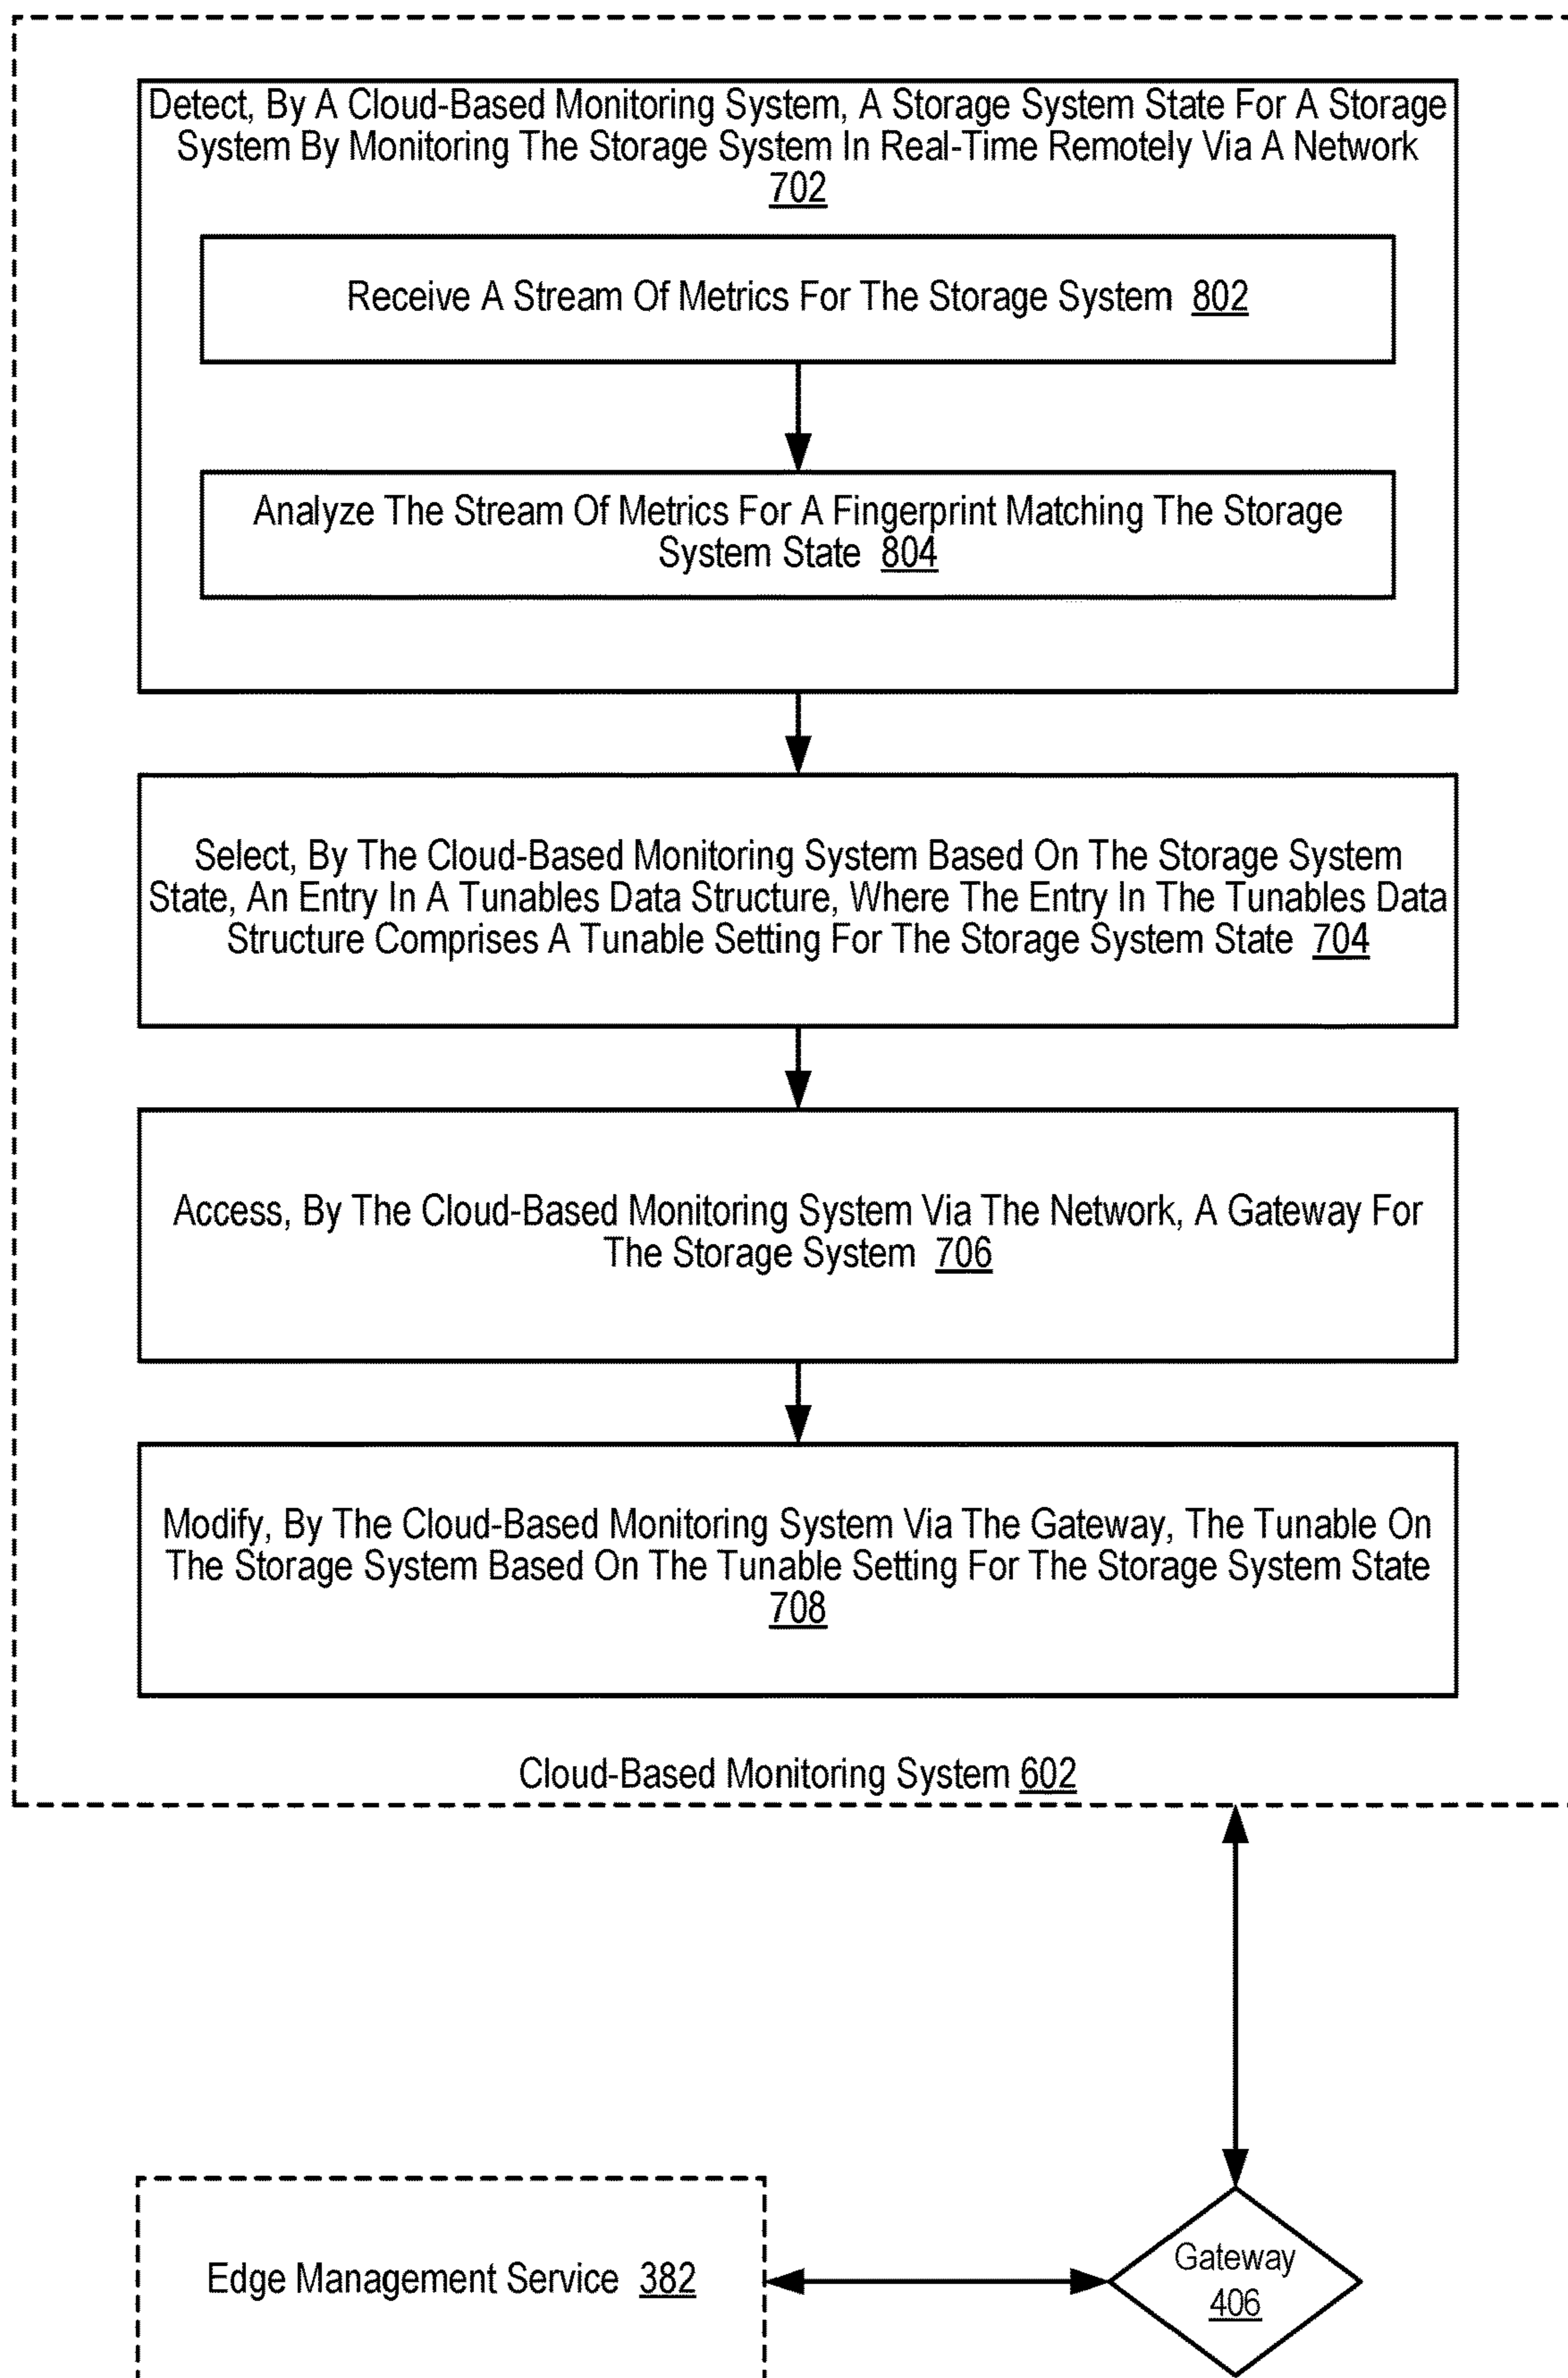 Detect, By A Cloud-Based Monitoring System, A Storage System State For A Storage
System By Monitoring The Storage System In Real-Time Remotely Via A Network
702
Receive A Stream Of Metrics For The Storage System 802
Analyze The Stream Of Metrics For A Fingerprint Matching The Storage
System State 804
Select, By The Cloud-Based Monitoring System Based On The Storage System
State, An Entry In A Tunables Data Structure, Where The Entry In The Tunables Data
Structure Comprises A Tunable Setting For The Storage System State 704
Access, By The Cloud-Based Monitoring System Via The Network, A Gateway For
The Storage System 706
Modify, By The Cloud-Based Monitoring System Via The Gateway, The Tunable On
The Storage System Based On The Tunable Setting For The Storage System State
708
Cloud-Based Monitoring System 602
Edge Management Service 382
Gateway
406